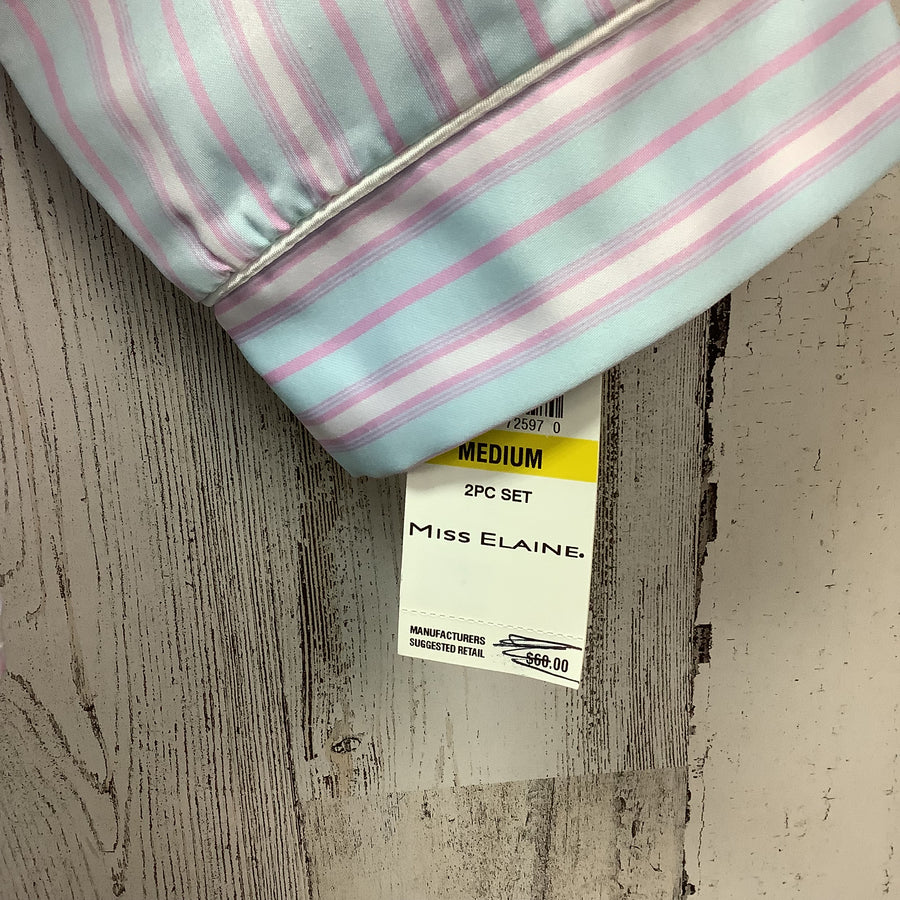 72597 0
MEDIUM
2PC SET
MISS ELAINE.
MANUFACTURERS
SUGGESTED RETAIL $60.00